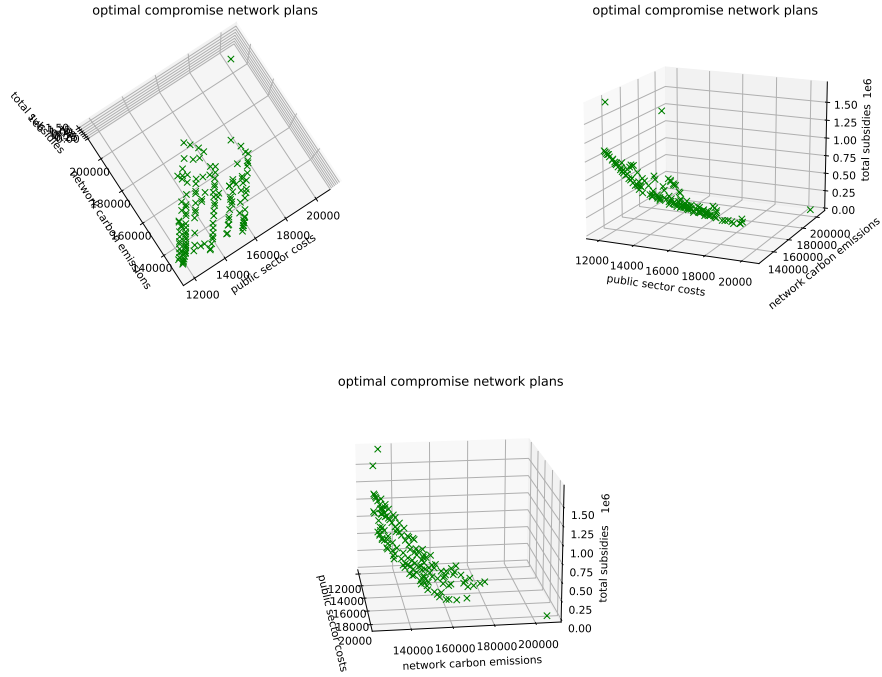 optimal compromise network plans
total subsidies
200000
180000
160000
140000
network carbon emissions
12000
14000
16000
18000
20000
public sector costs
optimal compromise network plans
1e6
1.50
1.25
1.00
0.75
0.50
0.25
0.00
total subsidies
200000
180000
160000
140000
network carbon emissions
12000
14000
16000
18000
20000
public sector costs
optimal compromise network plans
1e6
1.50
1.25
1.00
0.75
0.50
0.25
0.00
total subsidies
12000
14000
16000
18000
20000
public sector costs
140000
160000
180000
200000
network carbon emissions